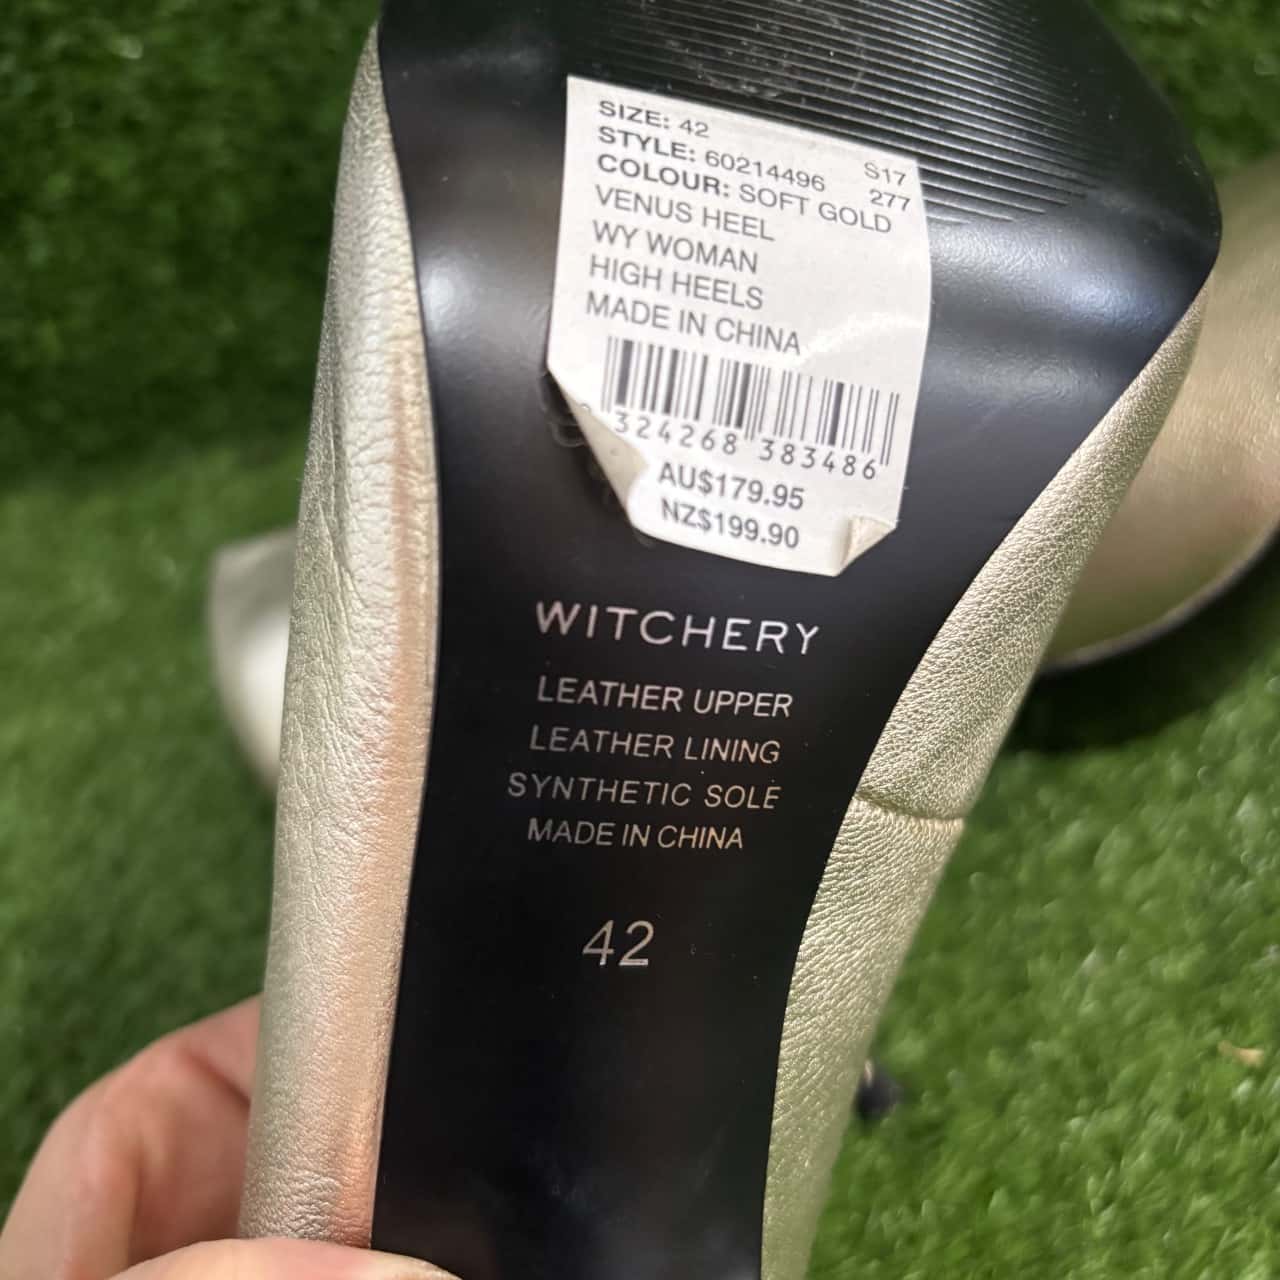 SIZE: 42
STYLE: 60214496 S17
COLOUR: SOFT GOLD 277
VENUS HEEL
WY WOMAN
HIGH HEELS
MADE IN CHINA
324268 383486
AU$179.95
NZ$199.90
WITCHERY
LEATHER UPPER
LEATHER LINING
SYNTHETIC SOLE
MADE IN CHINA
42